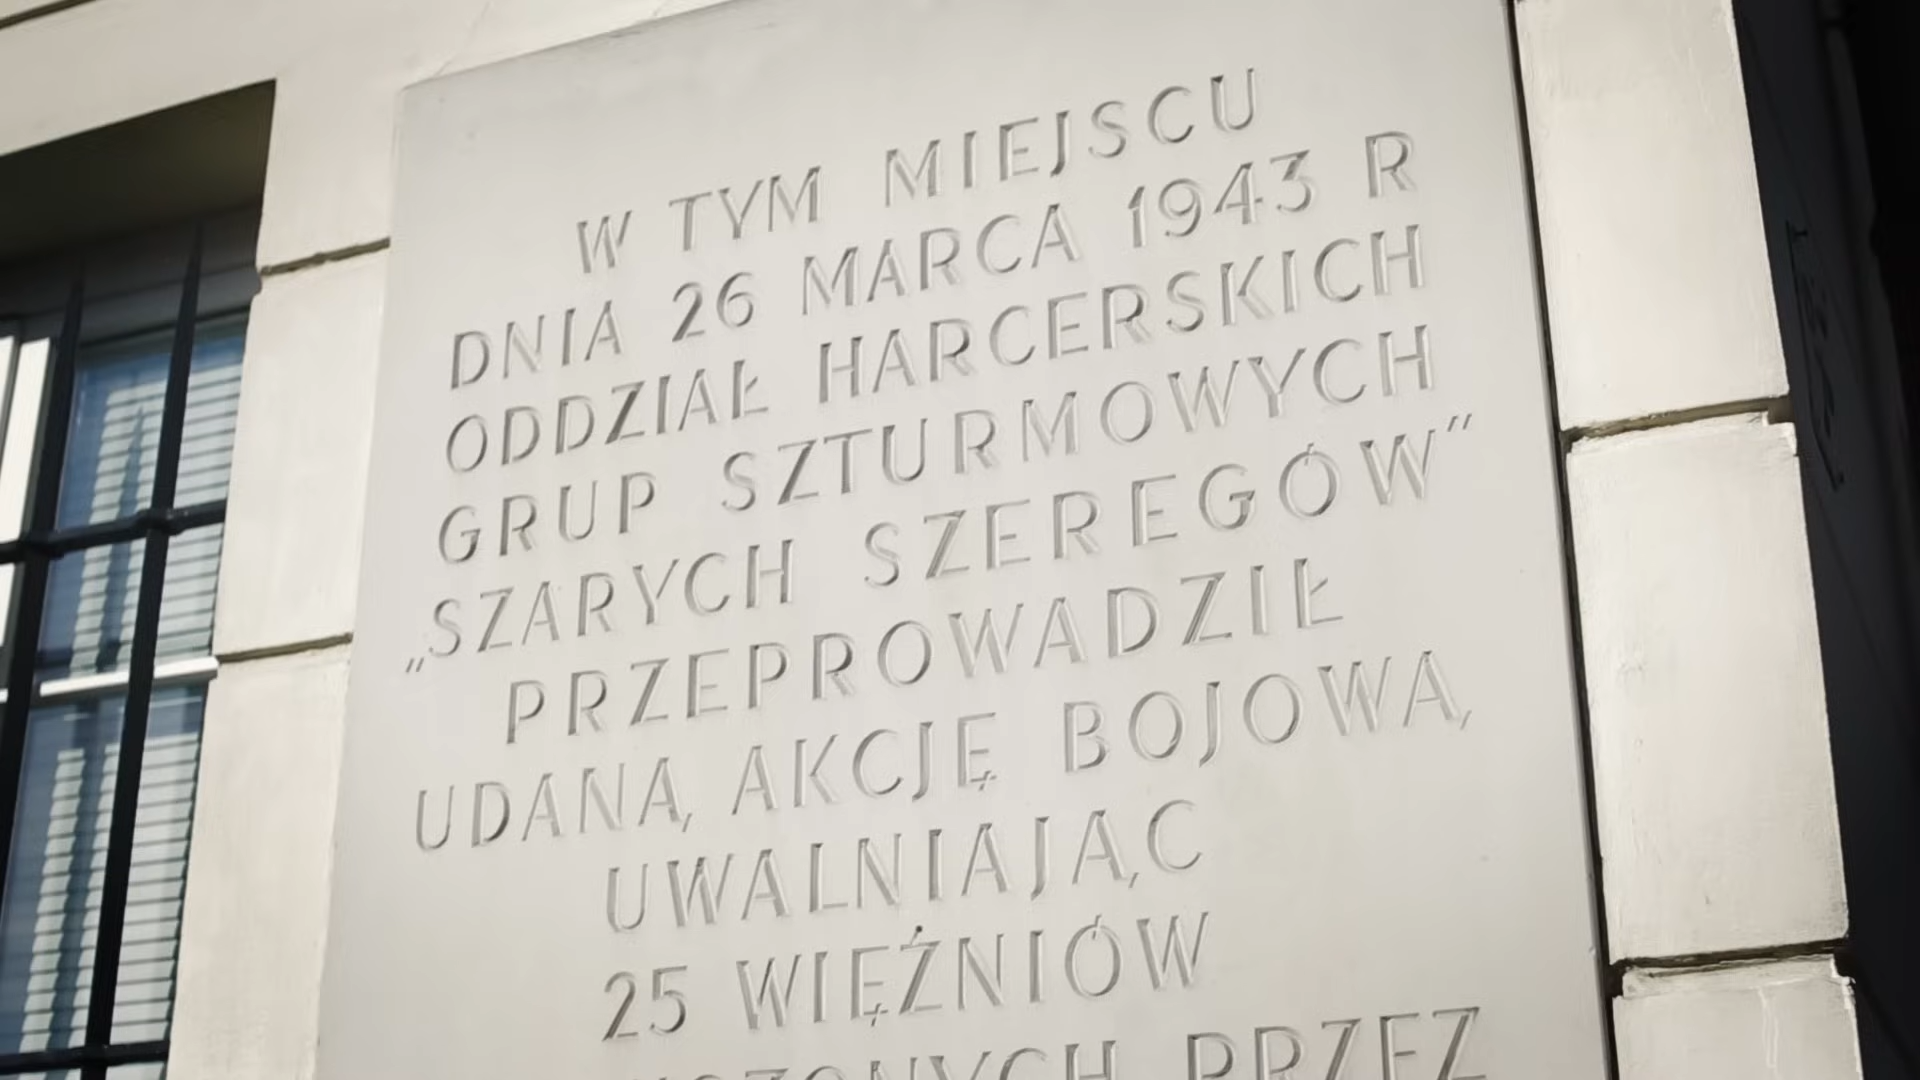 W TYM MIEJSCU
DNIA 26 MARCA 1943 R
ODDZIAŁ HARCERSKICH
GRUP SZTURMOWYCH
„SZARYCH SZEREGÓW”
PRZEPROWADZIŁ
UDANĄ AKCJĘ BOJOWĄ,
UWALNIAJĄC
25 WIĘŹNIÓW
PRZEZ